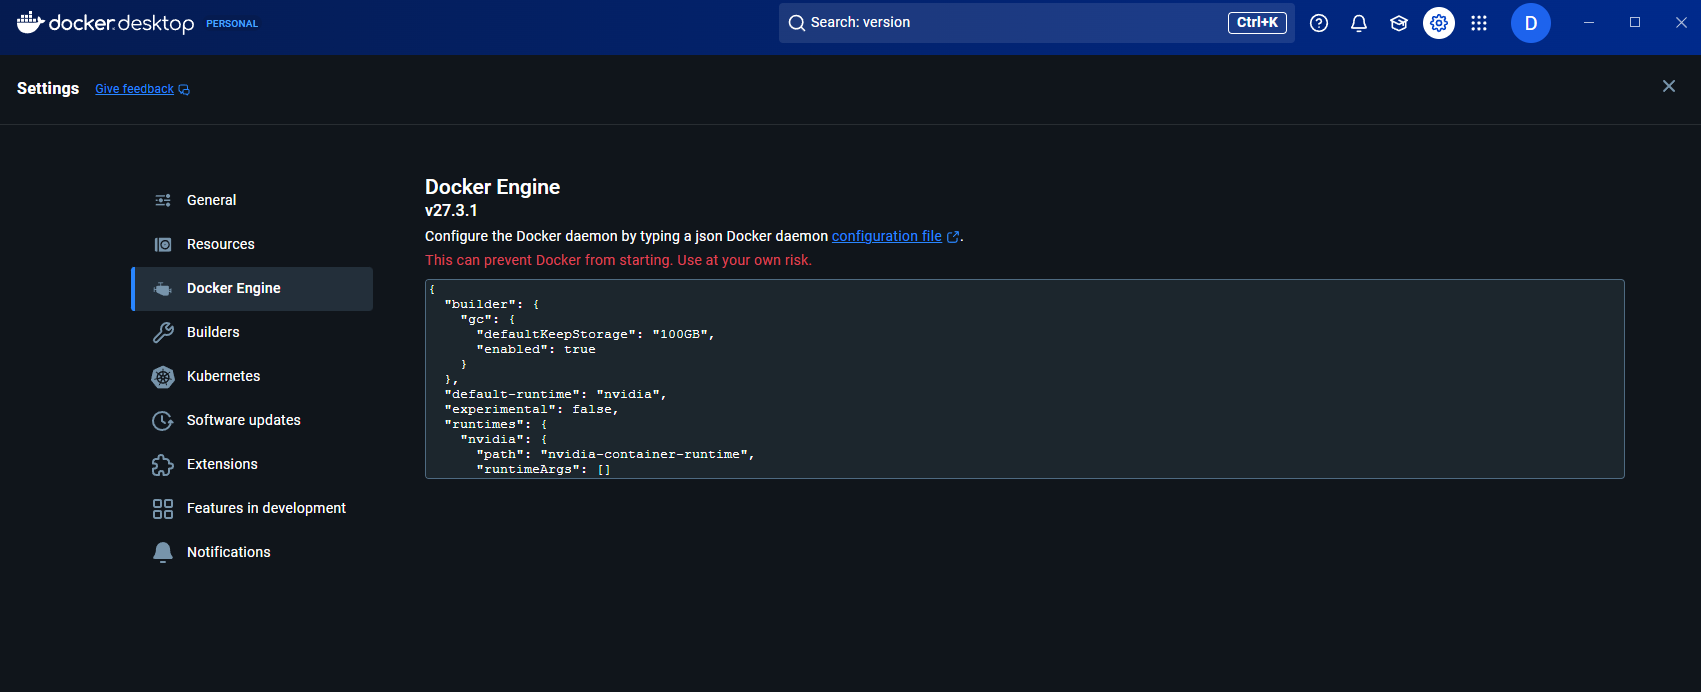 docker.desktop PERSONAL
Search: version
Ctrl+K
D
Settings
Give feedback
General
Resources
Docker Engine
Builders
Kubernetes
Software updates
Extensions
Features in development
Notifications
Docker Engine
v27.3.1
Configure the Docker daemon by typing a json Docker daemon configuration file.
This can prevent Docker from starting. Use at your own risk.
{
  "builder": {
    "gc": {
      "defaultKeepStorage": "100GB",
      "enabled": true
    }
  },
  "default-runtime": "nvidia",
  "experimental": false,
  "runtimes": {
    "nvidia": {
      "path": "nvidia-container-runtime",
      "runtimeArgs": []